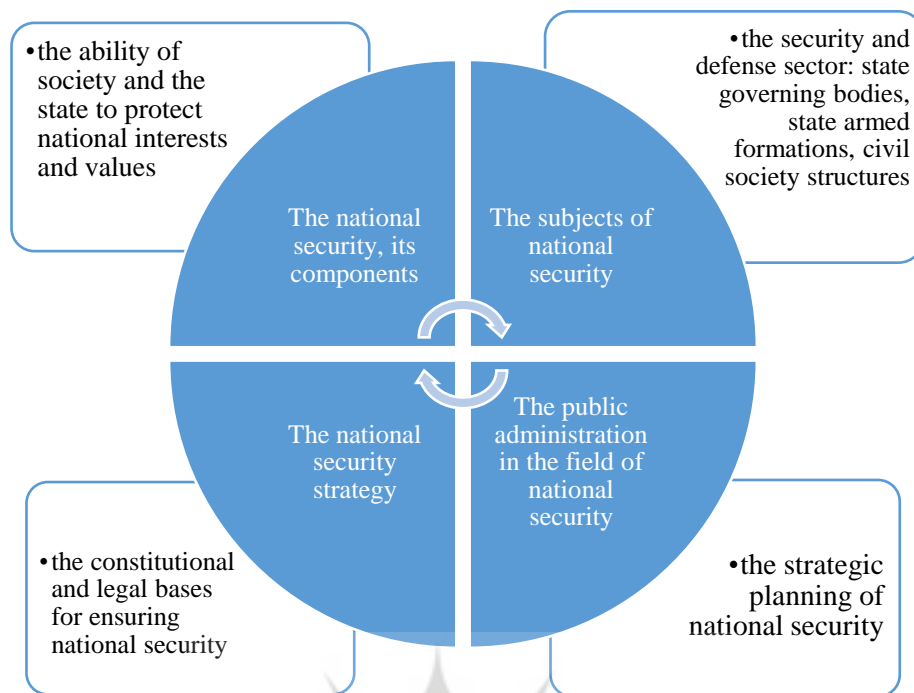 •the ability of
society and the
state to protect
national interests
and values
•the security and
defense sector: state
governing bodies,
state armed
formations, civil
society structures
The national
security, its
components
The subjects of
national
security
The national
security
strategy
The public
administration
in the field of
national
security
•the constitutional
and legal bases
for ensuring
national security
•the strategic
planning of
national security